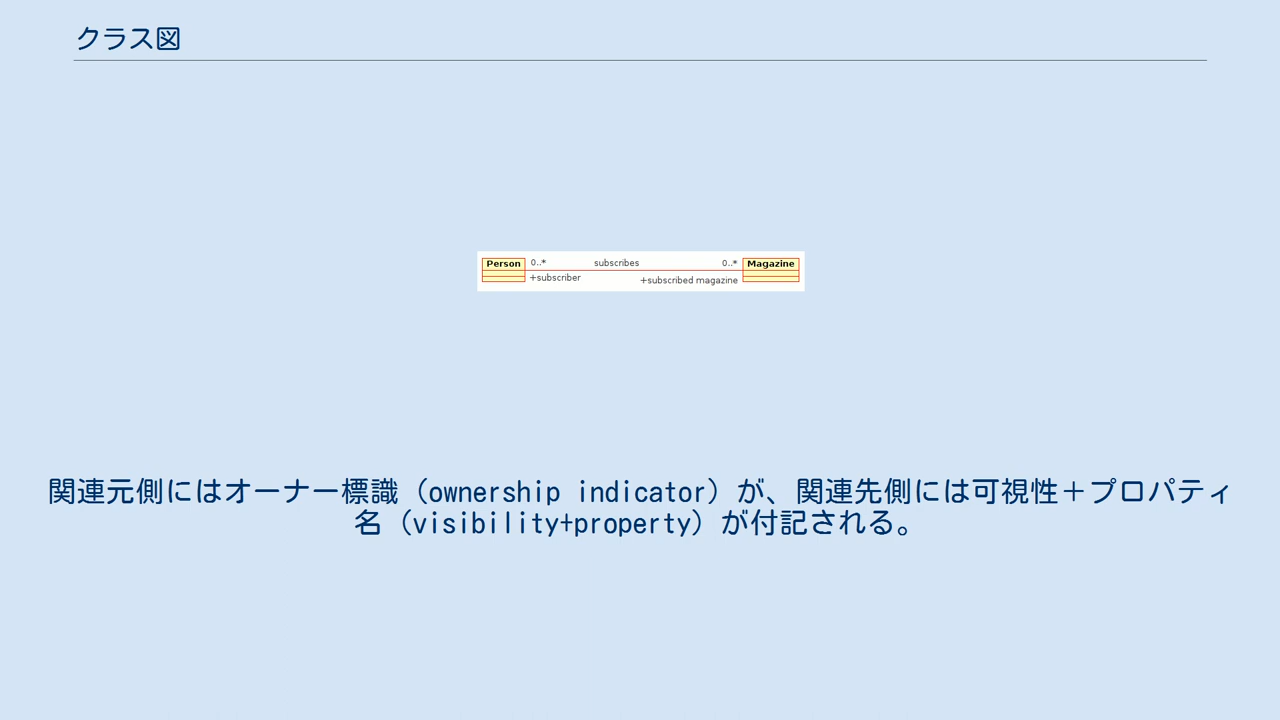 クラス図
Person 0..* subscribes 0..* Magazine
+subscriber +subscribed magazine
関連元側にはオーナー標識（ownership indicator）が、関連先側には可視性＋プロパティ
名（visibility+property）が付記される。